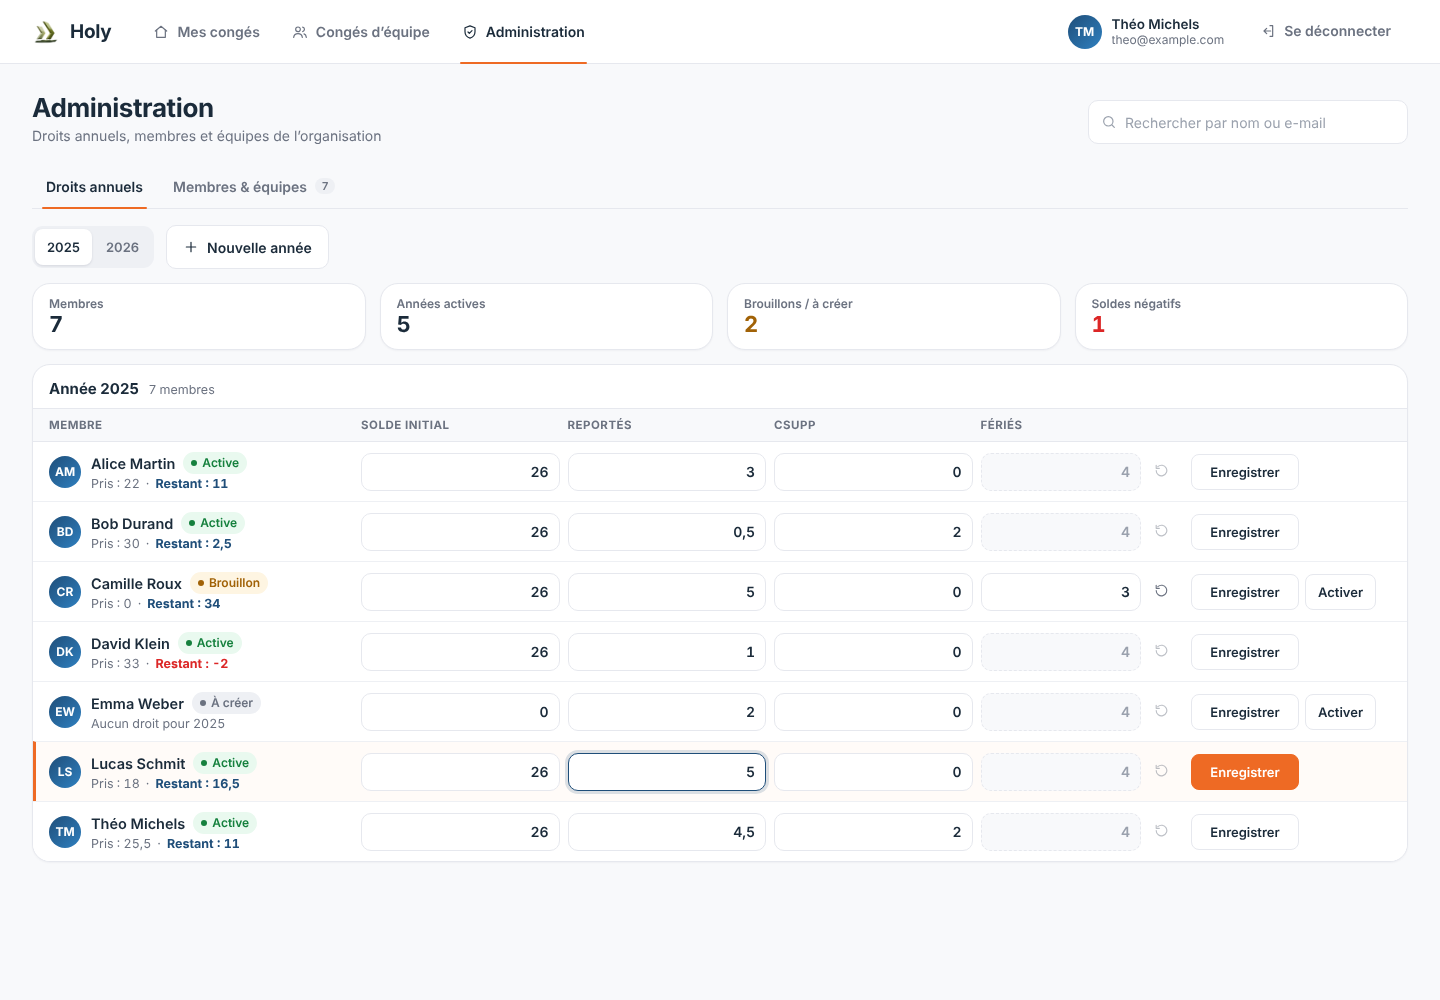 Holy
Mes congés
Congés d’équipe
Administration
TM
Théo Michels
theo@example.com
Se déconnecter
Administration
Droits annuels, membres et équipes de l’organisation
Rechercher par nom ou e-mail
Droits annuels
Membres & équipes 7
2025 2026
Nouvelle année
Membres
7
Années actives
5
Brouillons / à créer
2
Soldes négatifs
1
Année 2025 7 membres
MEMBRE SOLDE INITIAL REPORTÉS CSUPP FÉRIÉS
AM Alice Martin Active 26 3 0 4 Enregistrer
Pris : 22 · Restant : 11
BD Bob Durand Active 26 0,5 2 4 Enregistrer
Pris : 30 · Restant : 2,5
CR Camille Roux Brouillon 26 5 0 3 Enregistrer Activer
Pris : 0 · Restant : 34
DK David Klein Active 26 1 0 4 Enregistrer
Pris : 33 · Restant : -2
EW Emma Weber À créer 0 2 0 4 Enregistrer Activer
Aucun droit pour 2025
LS Lucas Schmit Active 26 5 0 4 Enregistrer
Pris : 18 · Restant : 16,5
TM Théo Michels Active 26 4,5 2 4 Enregistrer
Pris : 25,5 · Restant : 11